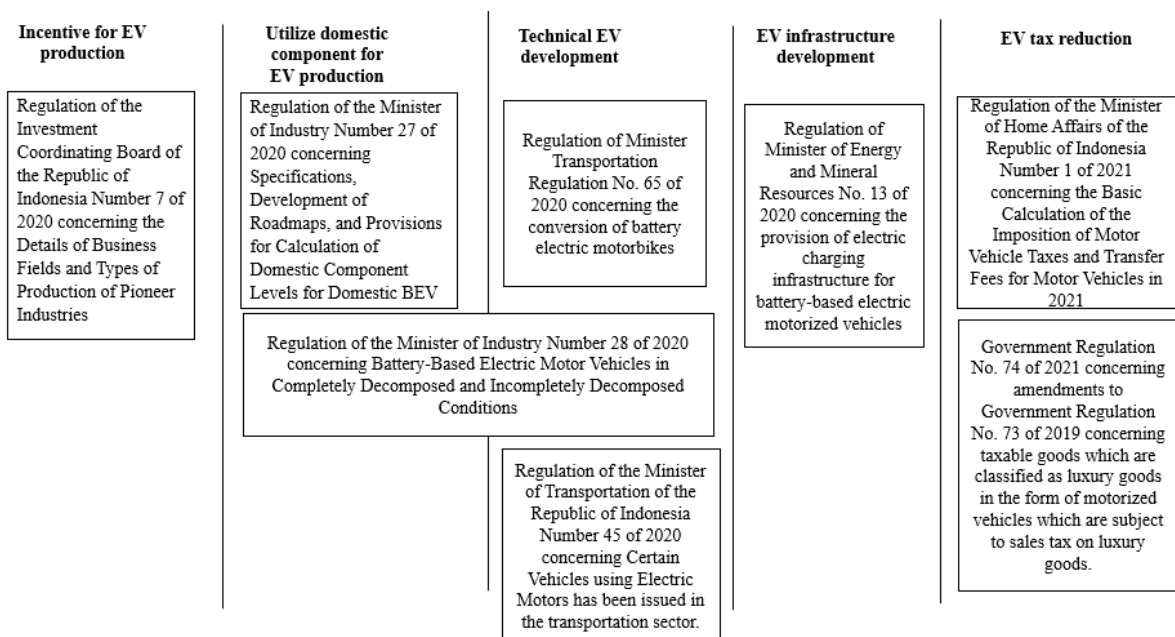 Incentive for EV
production
Regulation of the
Investment
Coordinating Board of
the Republic of
Indonesia Number 7 of
2020 concerning the
Details of Business
Fields and Types of
Production of Pioneer
Industries
Utilize domestic
component for
EV production
Regulation of the Minister
of Industry Number 27 of
2020 concerning
Specifications,
Development of
Roadmaps, and Provisions
for Calculation of
Domestic Component
Levels for Domestic BEV
Technical EV
development
Regulation of Minister
Transportation
Regulation No. 65 of
2020 concerning the
conversion of battery
electric motorbikes
Regulation of the Minister of Industry Number 28 of 2020
concerning Battery-Based Electric Motor Vehicles in
Completely Decomposed and Incompletely Decomposed
Conditions
Regulation of the Minister
of Transportation of the
Republic of Indonesia
Number 45 of 2020
concerning Certain
Vehicles using Electric
Motors has been issued in
the transportation sector.
EV infrastructure
development
Regulation of
Minister of Energy
and Mineral
Resources No. 13 of
2020 concerning the
provision of electric
charging
infrastructure for
battery-based electric
motorized vehicles
EV tax reduction
Regulation of the Minister
of Home Affairs of the
Republic of Indonesia
Number 1 of 2021
concerning the Basic
Calculation of the
Imposition of Motor
Vehicle Taxes and Transfer
Fees for Motor Vehicles in
2021
Government Regulation
No. 74 of 2021 concerning
amendments to
Government Regulation
No. 73 of 2019 concerning
taxable goods which are
classified as luxury goods
in the form of motorized
vehicles which are subject
to sales tax on luxury
goods.